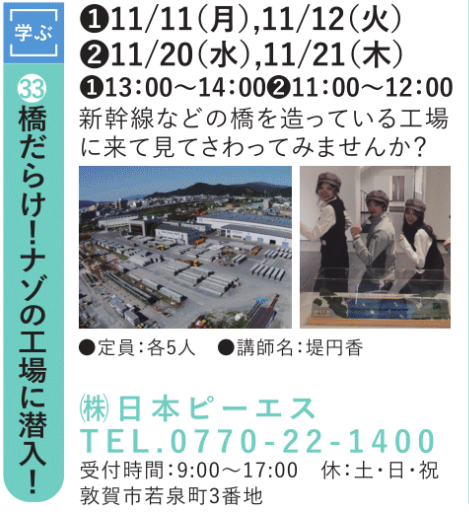 学ぶ
㉝橋だらけ!ナゾの工場に潜入!
❶11/11(月),11/12(火)
❷11/20(水),11/21(木)
❶13:00〜14:00❷11:00〜12:00
新幹線などの橋を造っている工場
に来て見てさわってみませんか?
●定員:各5人 ●講師名:堤円香
㈱日本ピーエス
TEL.0770-22-1400
受付時間:9:00〜17:00 休:土・日・祝
敦賀市若泉町3番地